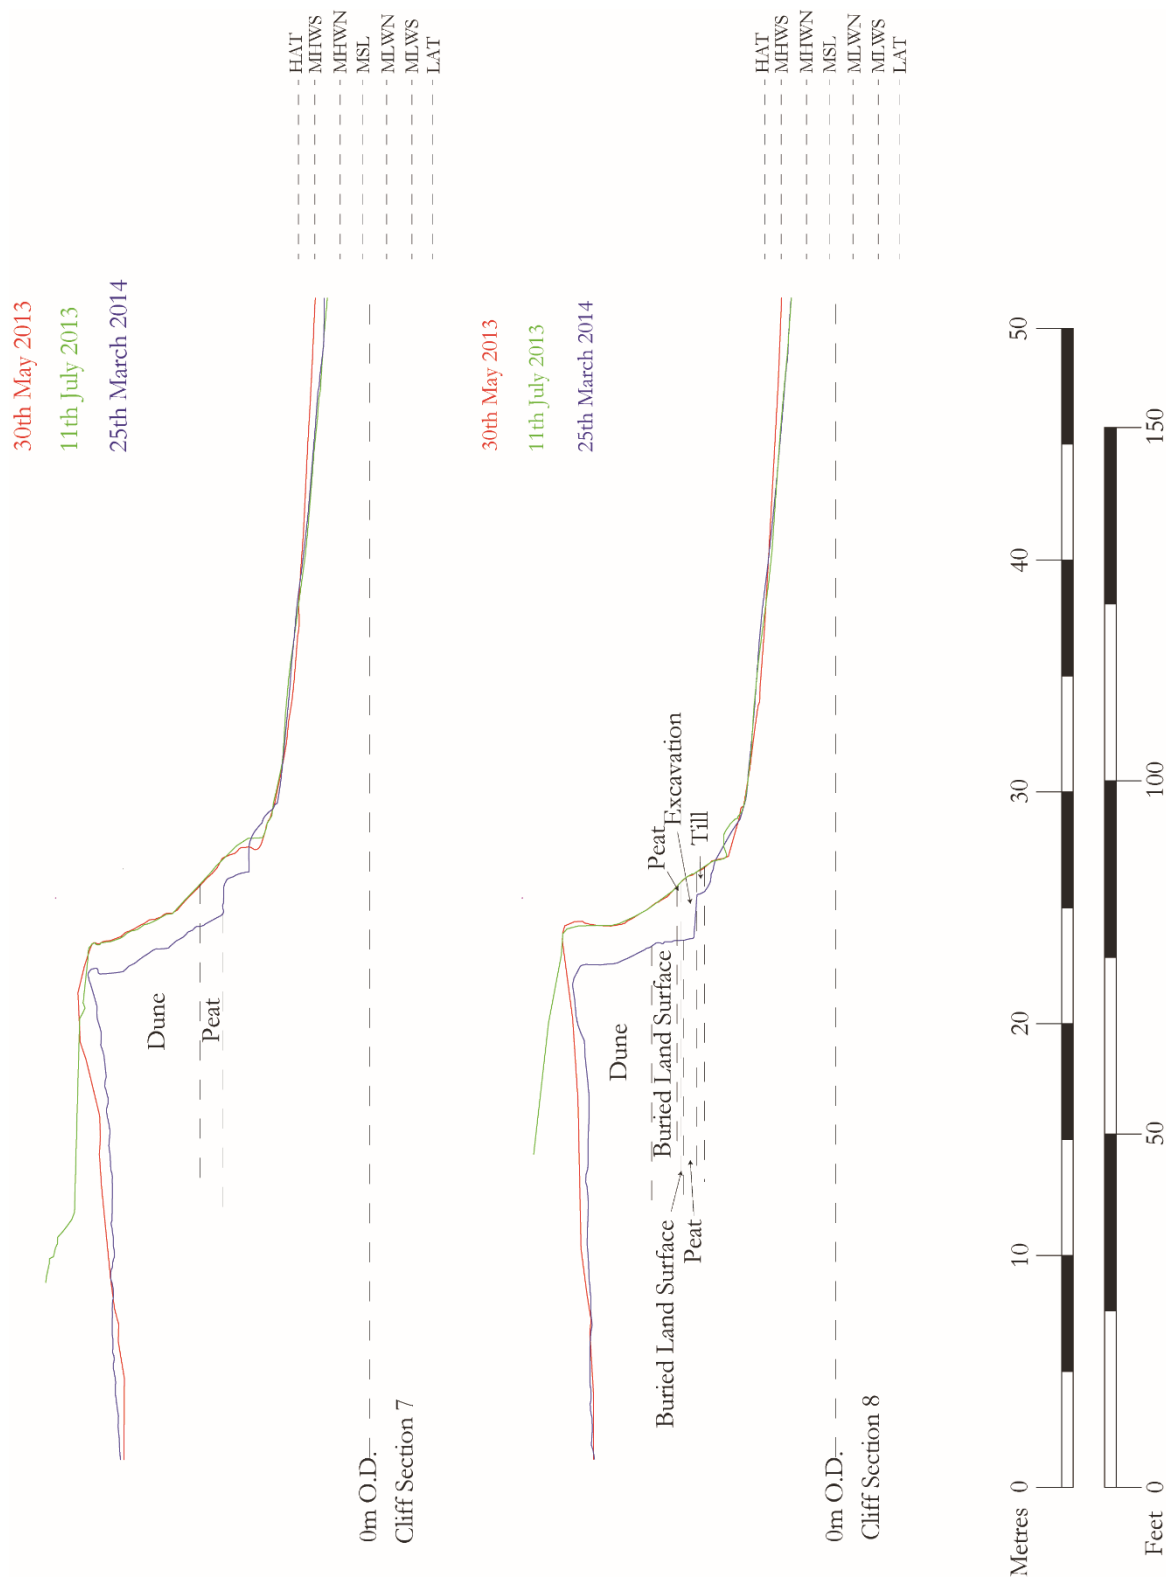 30th May 2013
11th July 2013
25th March 2014
HAT
MHWS
MHWN
MSL
MLWN
MLWS
LAT
Dune
Peat
0m O.D.
Cliff Section 7
30th May 2013
11th July 2013
25th March 2014
HAT
MHWS
MHWN
MSL
MLWN
MLWS
LAT
Dune
Buried Land Surface
Peat
Excavation
Till
Buried Land Surface
Peat
0m O.D.
Cliff Section 8
Metres 0 10 20 30 40 50
Feet 0 50 100 150